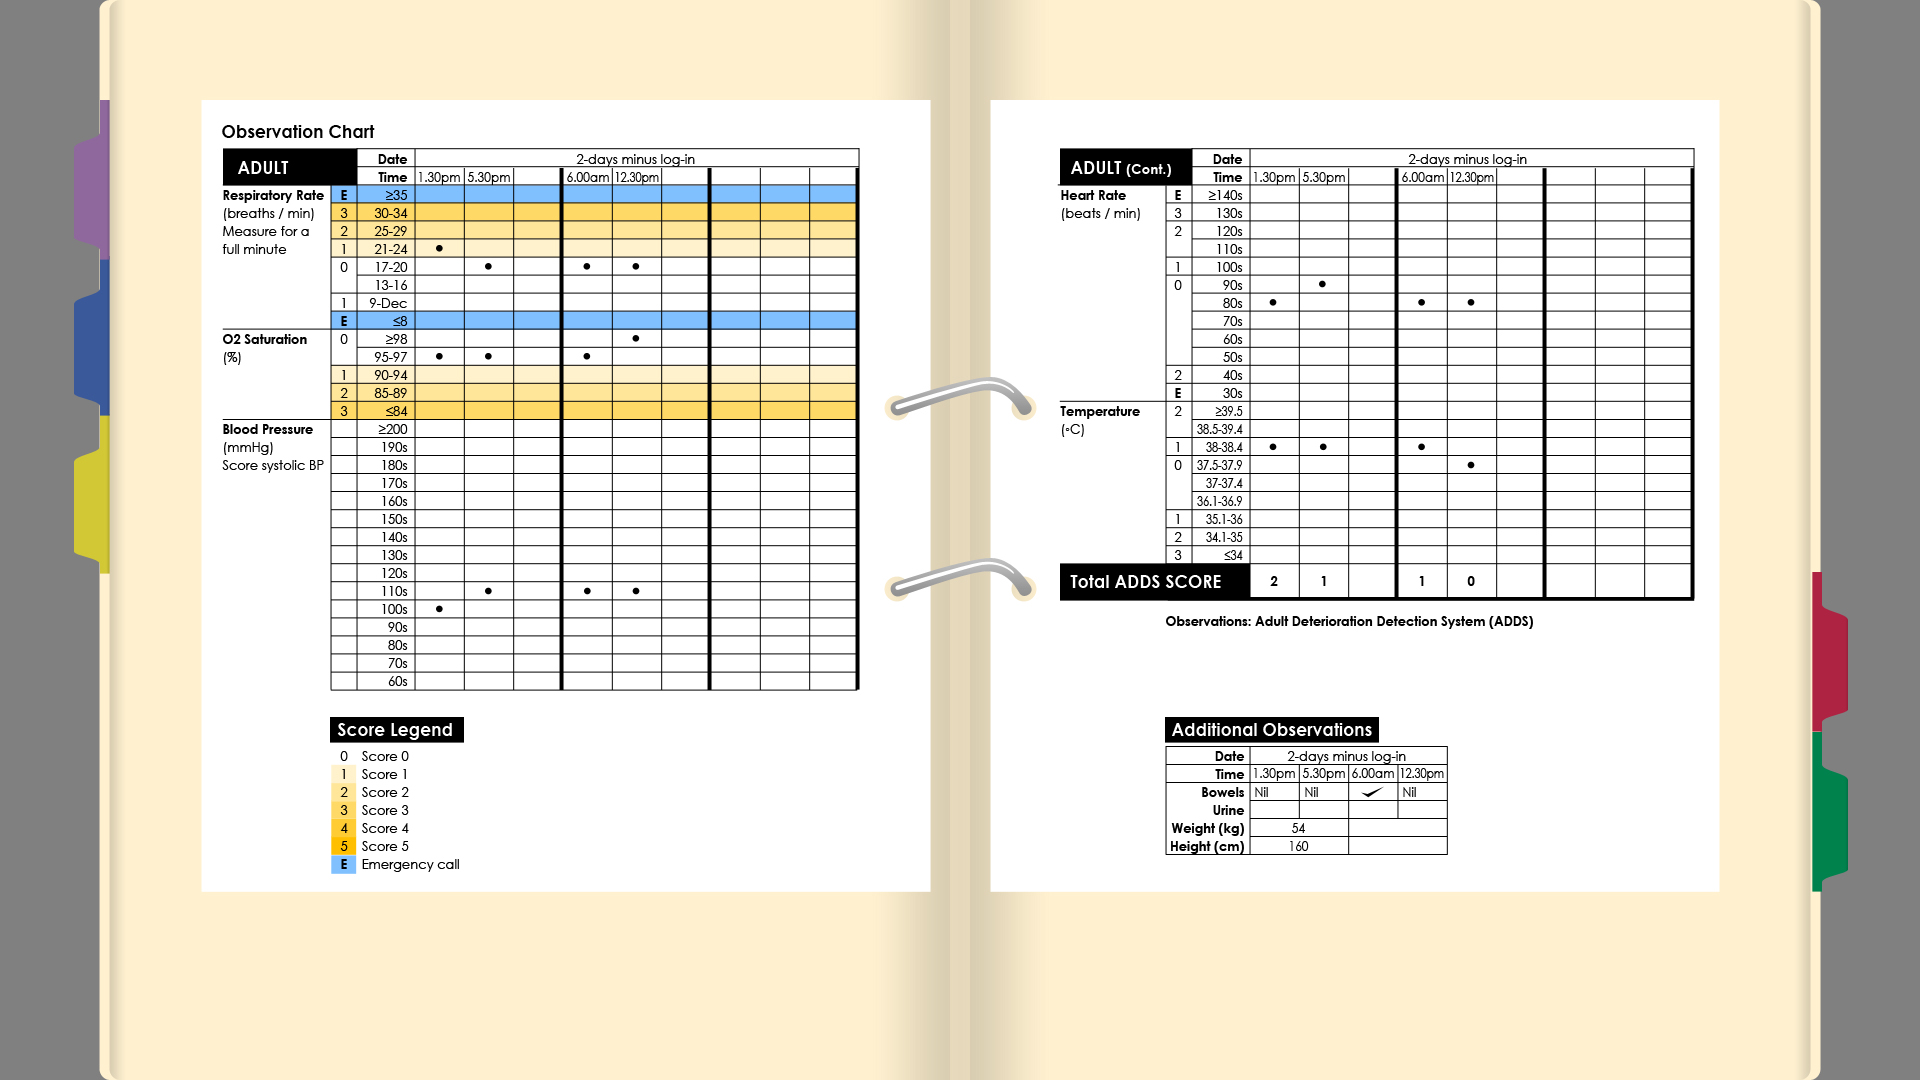 Observation Chart
ADULT Date 2-days minus log-in
Time 1.30pm 5.30pm 6.00am 12.30pm
Respiratory Rate E ≥35
(breaths / min) 3 30-34
Measure for a 2 25-29
full minute 1 21-24
0 17-20
13-16
1 9-Dec
E ≤8
O2 Saturation 0 ≥98
(%) 95-97
1 90-94
2 85-89
3 ≤84
Blood Pressure ≥200
(mmHg) 190s
Score systolic BP 180s
170s
160s
150s
140s
130s
120s
110s
100s
90s
80s
70s
60s
Score Legend
0 Score 0
1 Score 1
2 Score 2
3 Score 3
4 Score 4
5 Score 5
E Emergency call
ADULT (Cont.) Date 2-days minus log-in
Time 1.30pm 5.30pm 6.00am 12.30pm
Heart Rate E ≥140s
(beats / min) 3 130s
2 120s
110s
1 100s
0 90s
80s
70s
60s
50s
2 40s
E 30s
Temperature 2 ≥39.5
(∘C) 38.5-39.4
1 38-38.4
0 37.5-37.9
37-37.4
36.1-36.9
1 35.1-36
2 34.1-35
3 ≤34
Total ADDS SCORE 2 1 1 0
Observations: Adult Deterioration Detection System (ADDS)
Additional Observations
Date 2-days minus log-in
Time 1.30pm 5.30pm 6.00am 12.30pm
Bowels Nil Nil ✓ Nil
Urine
Weight (kg) 54
Height (cm) 160